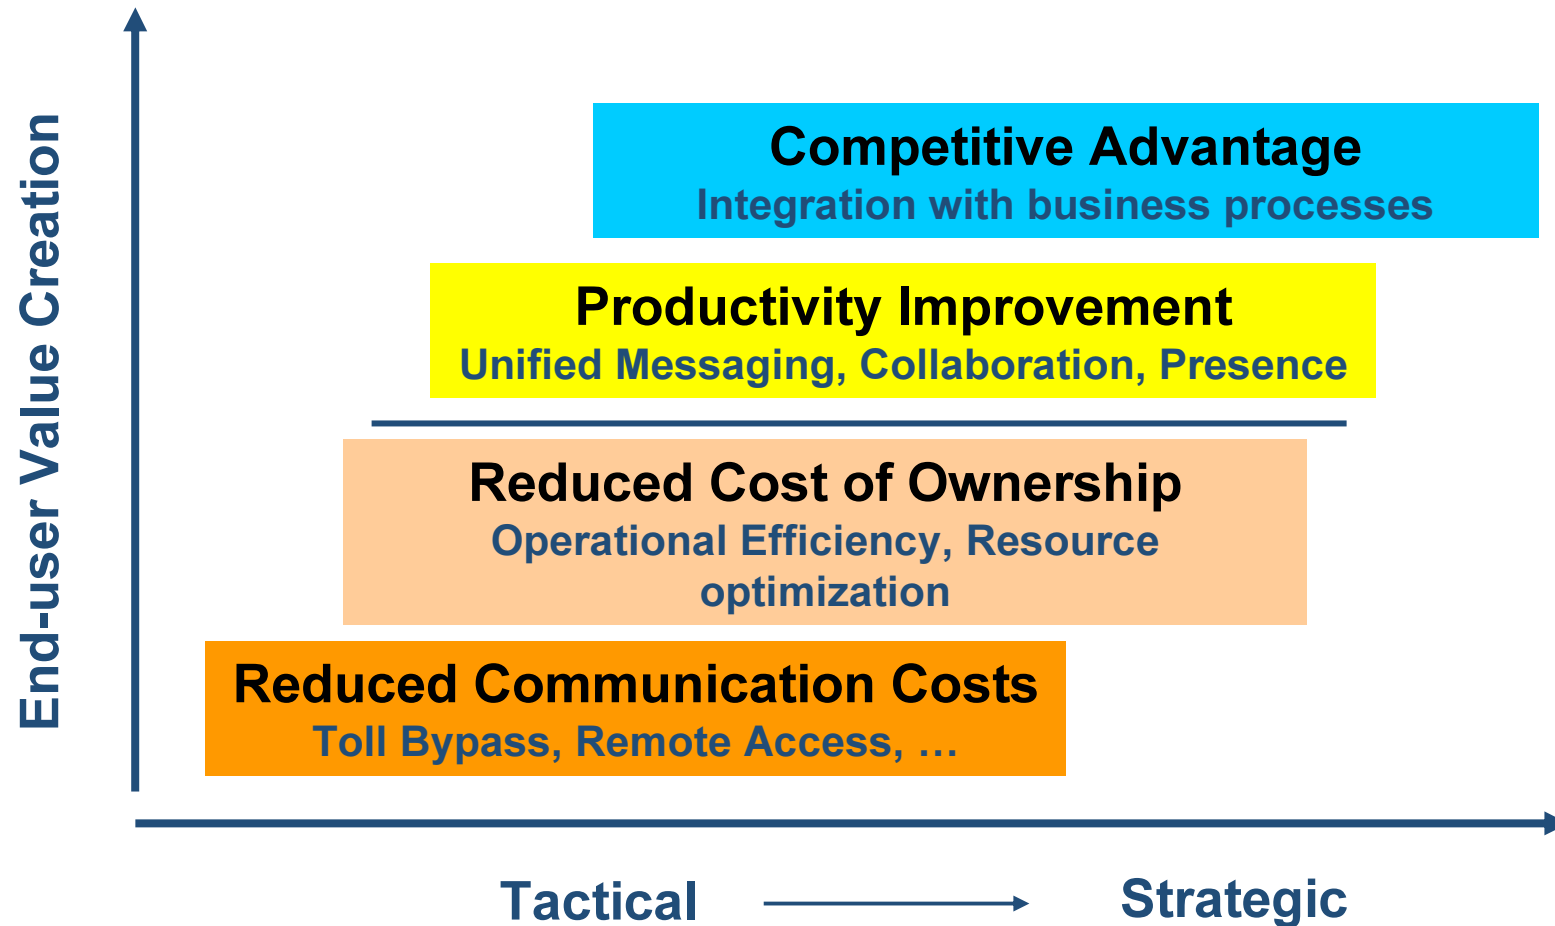 End-user Value Creation
Competitive Advantage
Integration with business processes
Productivity Improvement
Unified Messaging, Collaboration, Presence
Reduced Cost of Ownership
Operational Efficiency, Resource
optimization
Reduced Communication Costs
Toll Bypass, Remote Access, …
Tactical
Strategic